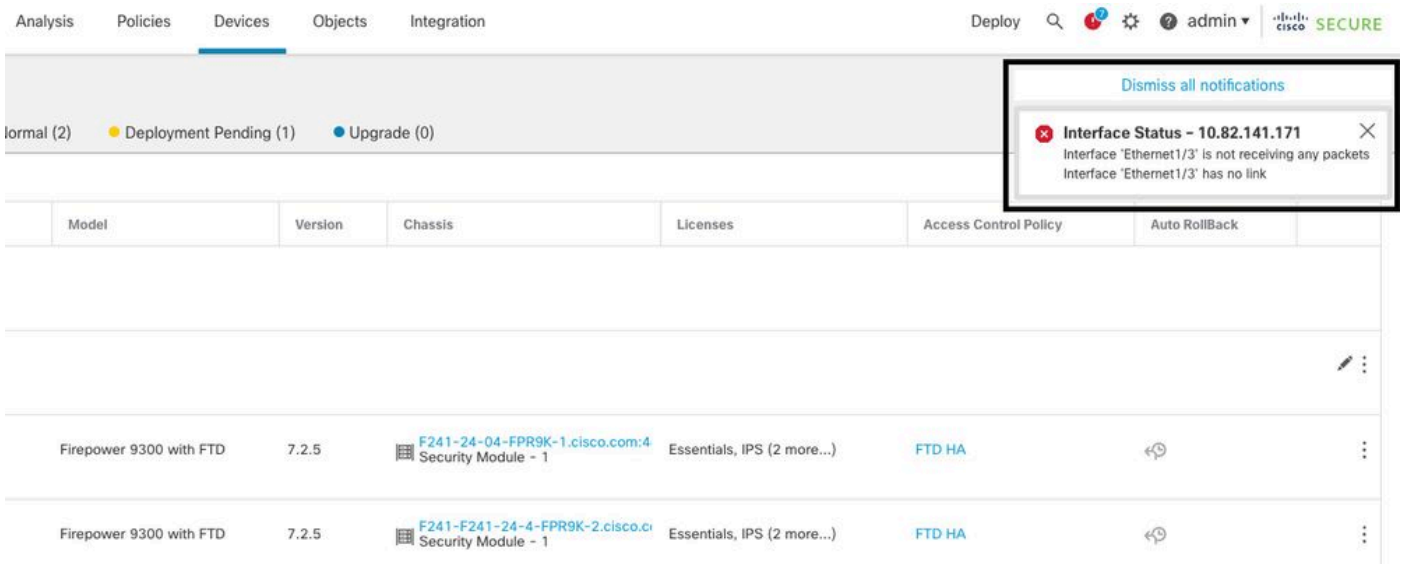 Analysis Policies Devices Objects Integration Deploy 7 admin cisco SECURE
Dismiss all notifications
Normal (2) Deployment Pending (1) Upgrade (0)
Interface Status - 10.82.141.171
Interface 'Ethernet1/3' is not receiving any packets
Interface 'Ethernet1/3' has no link
Model Version Chassis Licenses Access Control Policy Auto RollBack
Firepower 9300 with FTD 7.2.5 F241-24-04-FPR9K-1.cisco.com:4 Essentials, IPS (2 more...) FTD HA
Security Module - 1
Firepower 9300 with FTD 7.2.5 F241-F241-24-4-FPR9K-2.cisco.c Essentials, IPS (2 more...) FTD HA
Security Module - 1